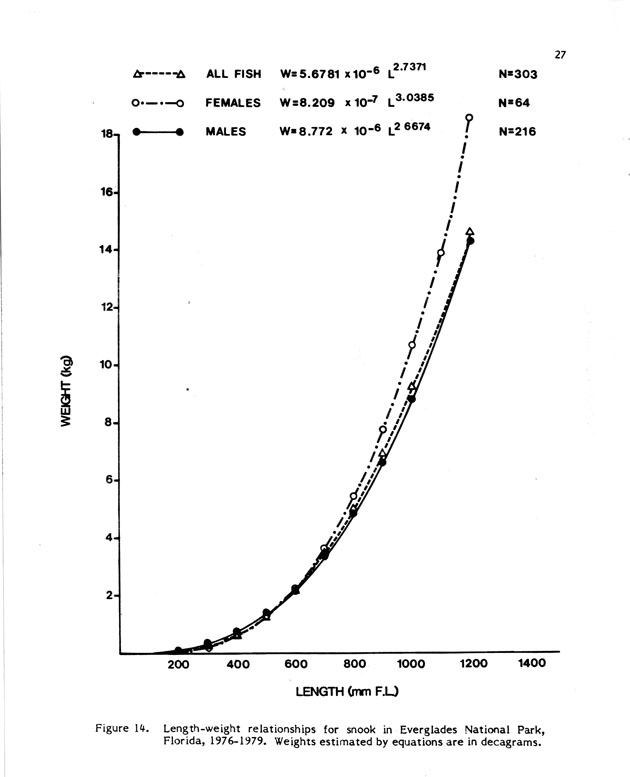 27
ALL FISH W=5.6781 x10-6 L2.7371 N=303
FEMALES W=8.209 x10-7 L3.0385 N=64
MALES W=8.772 x 10-6 L2 6674 N=216
18
16
14
12
10
8
6
4
2
WEIGHT (kg)
200 400 600 800 1000 1200 1400
LENGTH (mm F.L.)
Figure 14. Length-weight relationships for snook in Everglades National Park,
Florida, 1976-1979. Weights estimated by equations are in decagrams.